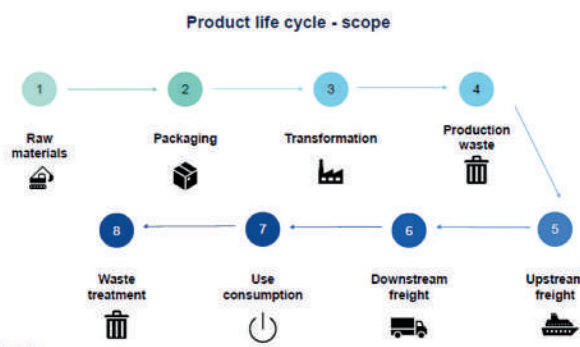 Product life cycle - scope
1
2
3
4
Raw
materials
Packaging
Transformation
Production
waste
5
6
7
8
Upstream
freight
Downstream
freight
Use
consumption
Waste
treatment